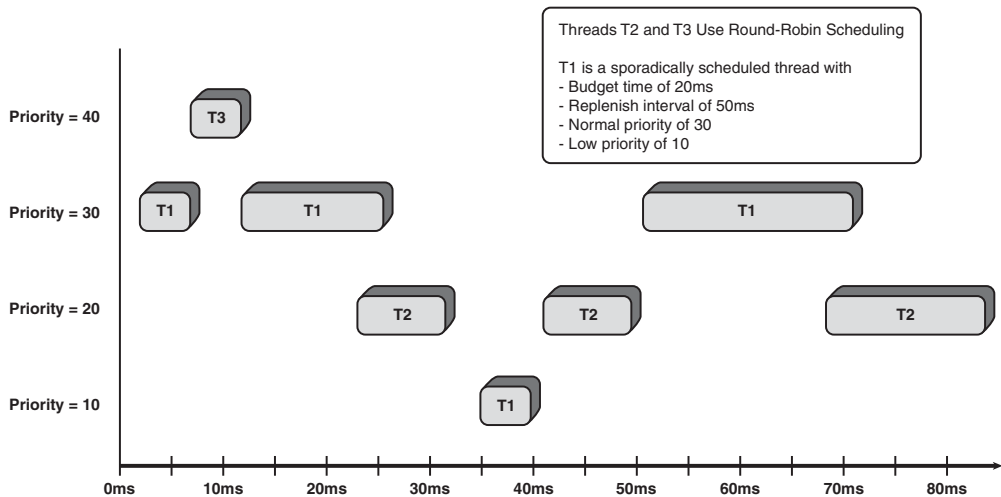 Threads T2 and T3 Use Round-Robin Scheduling
T1 is a sporadically scheduled thread with
- Budget time of 20ms
- Replenish interval of 50ms
- Normal priority of 30
- Low priority of 10
Priority = 40
T3
Priority = 30
T1
T1
T1
Priority = 20
T2
T2
T2
Priority = 10
T1
0ms 10ms 20ms 30ms 40ms 50ms 60ms 70ms 80ms